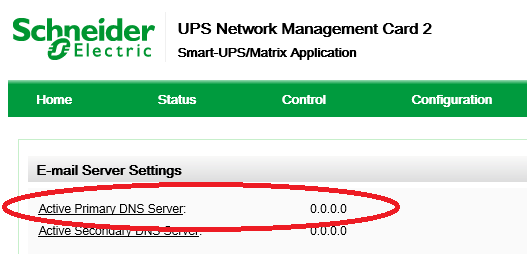 Schneider
Electric
UPS Network Management Card 2
Smart-UPS/Matrix Application
Home Status Control Configuration
E-mail Server Settings
Active Primary DNS Server: 0.0.0.0
Active Secondary DNS Server: 0.0.0.0